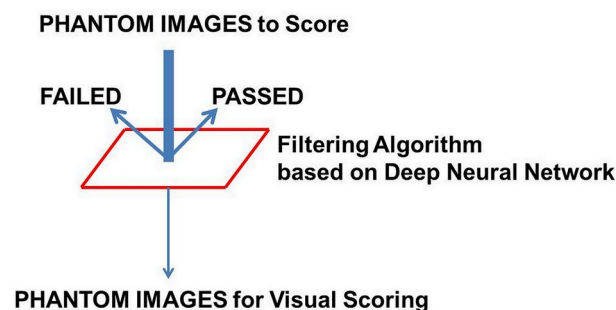 PHANTOM IMAGES to Score
FAILED
PASSED
Filtering Algorithm
based on Deep Neural Network
PHANTOM IMAGES for Visual Scoring